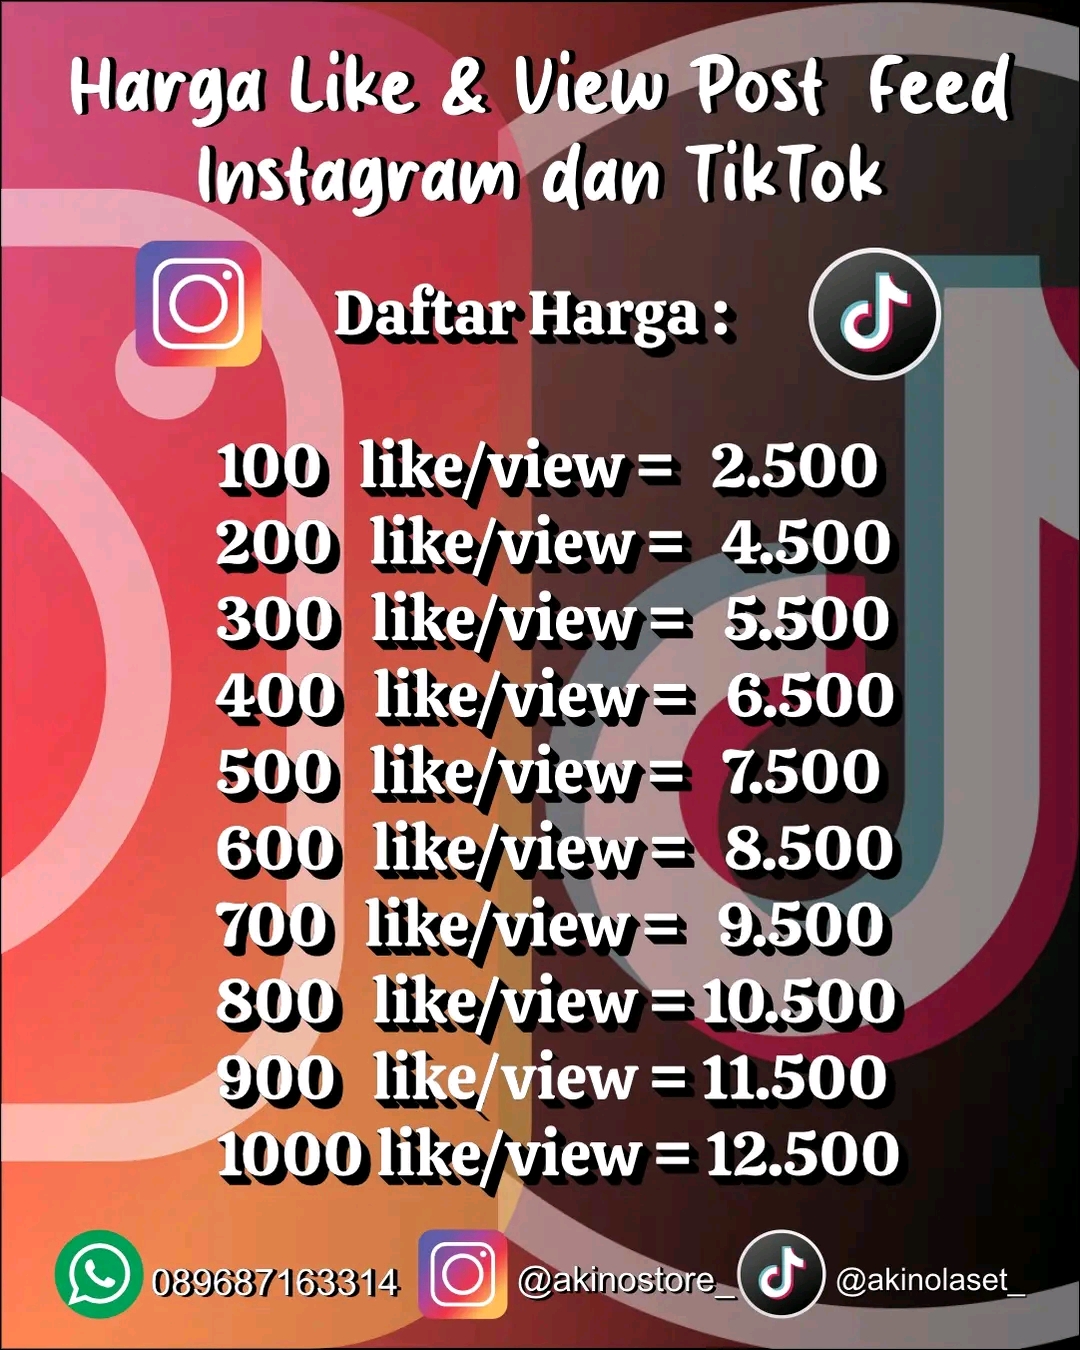 Harga Like & View Post Feed
Instagram dan TikTok
Daftar Harga :
100 like/view = 2.500
200 like/view = 4.500
300 like/view = 5.500
400 like/view = 6.500
500 like/view = 7.500
600 like/view = 8.500
700 like/view = 9.500
800 like/view = 10.500
900 like/view = 11.500
1000 like/view = 12.500
089687163314 @akinostore_ @akinolaset_